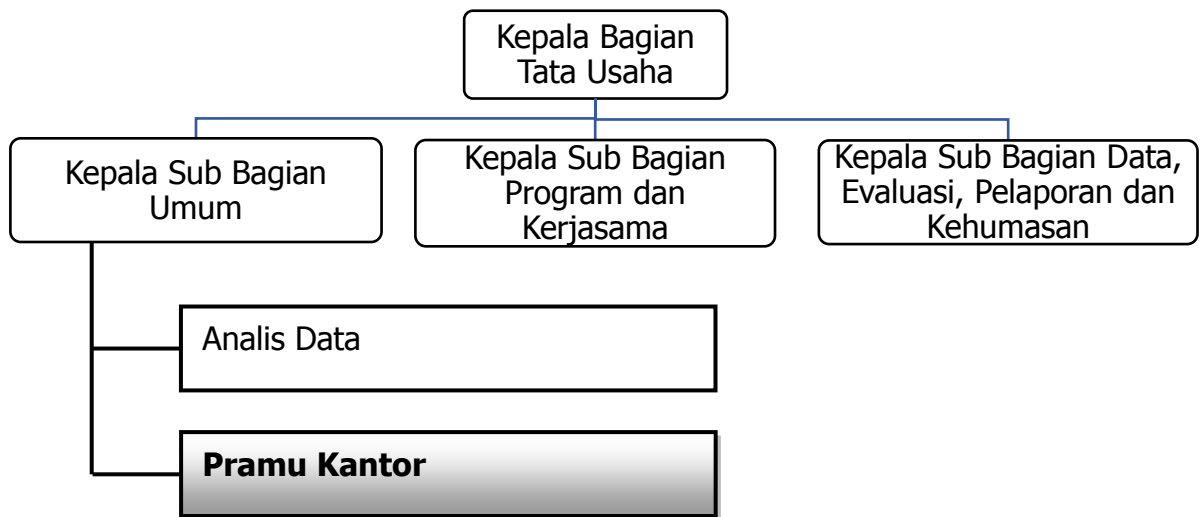 Kepala Bagian
Tata Usaha
Kepala Sub Bagian
Umum
Kepala Sub Bagian
Program dan
Kerjasama
Kepala Sub Bagian Data,
Evaluasi, Pelaporan dan
Kehumasan
Analis Data
Pramu Kantor